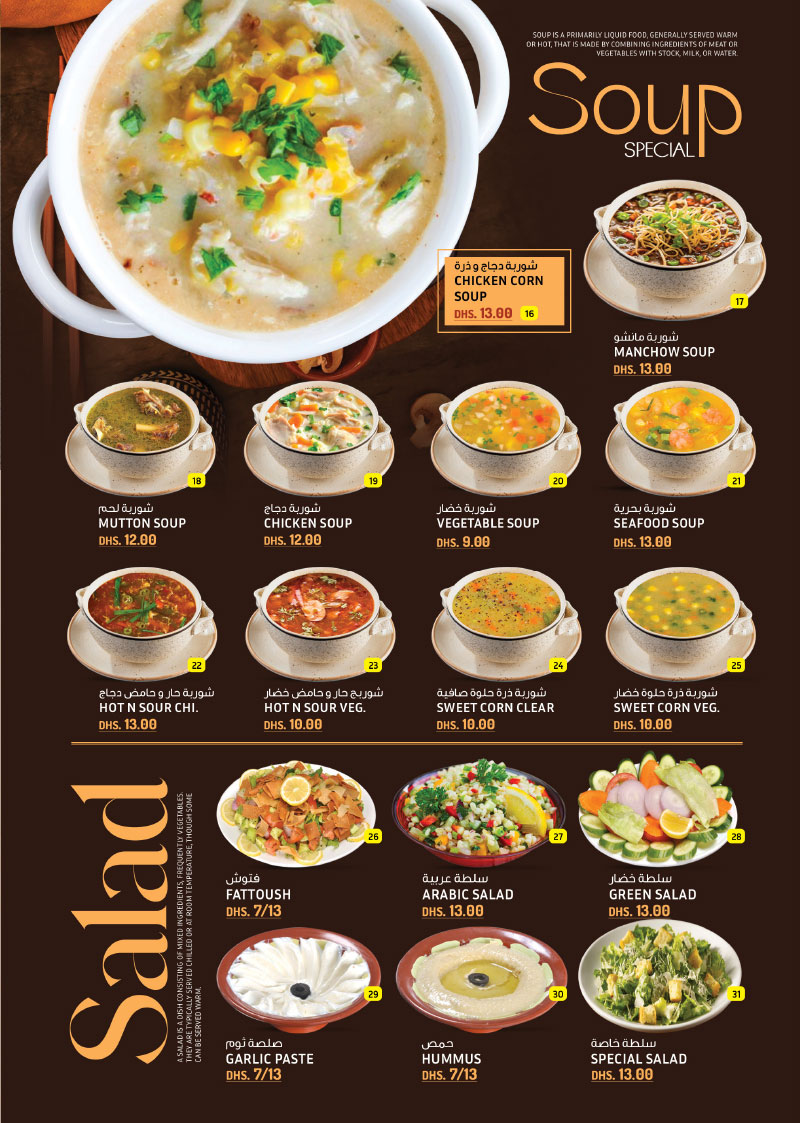 SOUP IS A PRIMARILY LIQUID FOOD, GENERALLY SERVED WARM
OR HOT, THAT IS MADE BY COMBINING INGREDIENTS OF MEAT OR
VEGETABLES WITH STOCK, MILK, OR WATER.
Soup
SPECIAL
شوربة دجاج و ذرة
CHICKEN CORN
SOUP
DHS. 13.00 16
17
شوربة مانشو
MANCHOW SOUP
DHS. 13.00
18
شوربة لحم
MUTTON SOUP
DHS. 12.00
19
شوربة دجاج
CHICKEN SOUP
DHS. 12.00
20
شوربة خضار
VEGETABLE SOUP
DHS. 9.00
21
شوربة بحرية
SEAFOOD SOUP
DHS. 13.00
22
شوربة حار و حامض دجاج
HOT N SOUR CHI.
DHS. 13.00
23
شوربج حار و حامض خضار
HOT N SOUR VEG.
DHS. 10.00
24
شوربة ذرة حلوة صافية
SWEET CORN CLEAR
DHS. 10.00
25
شوربة ذرة حلوة خضار
SWEET CORN VEG.
DHS. 10.00
Salad
A SALAD IS A DISH CONSISTING OF MIXED INGREDIENTS, FREQUENTLY VEGETABLES.
THEY ARE TYPICALLY SERVED CHILLED OR AT ROOM TEMPERATURE, THOUGH SOME
CAN BE SERVED WARM.
26
فتوش
FATTOUSH
DHS. 7/13
27
سلطة عربية
ARABIC SALAD
DHS. 13.00
28
سلطة خضار
GREEN SALAD
DHS. 13.00
29
صلصة ثوم
GARLIC PASTE
DHS. 7/13
30
حمص
HUMMUS
DHS. 7/13
31
سلطة خاصة
SPECIAL SALAD
DHS. 13.00